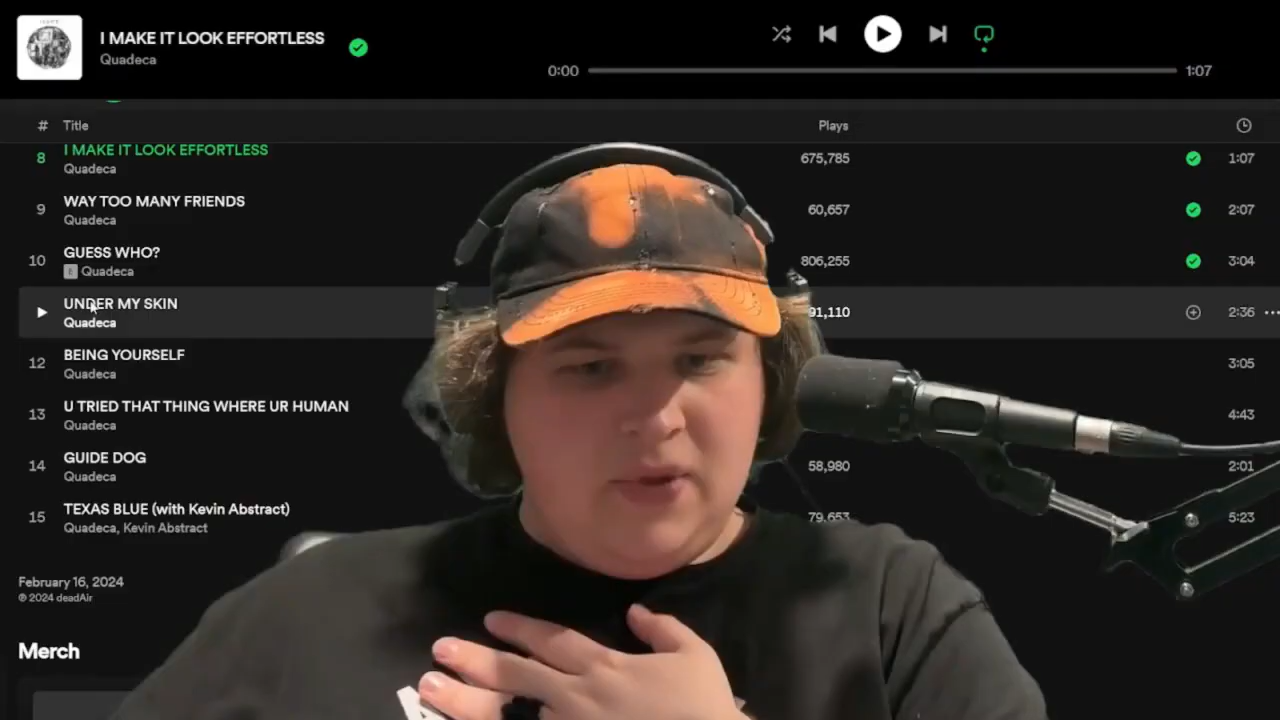 I MAKE IT LOOK EFFORTLESS
Quadeca
0:00
1:07
# Title Plays
8 I MAKE IT LOOK EFFORTLESS 675,785 1:07
Quadeca
9 WAY TOO MANY FRIENDS 60,657 2:07
Quadeca
10 GUESS WHO? 806,255 3:04
E Quadeca
UNDER MY SKIN 91,110 2:36
Quadeca
12 BEING YOURSELF 3:05
Quadeca
13 U TRIED THAT THING WHERE UR HUMAN 4:43
Quadeca
14 GUIDE DOG 58,980 2:01
Quadeca
15 TEXAS BLUE (with Kevin Abstract) 79,653 5:23
Quadeca, Kevin Abstract
February 16, 2024
℗ 2024 deadAir
Merch